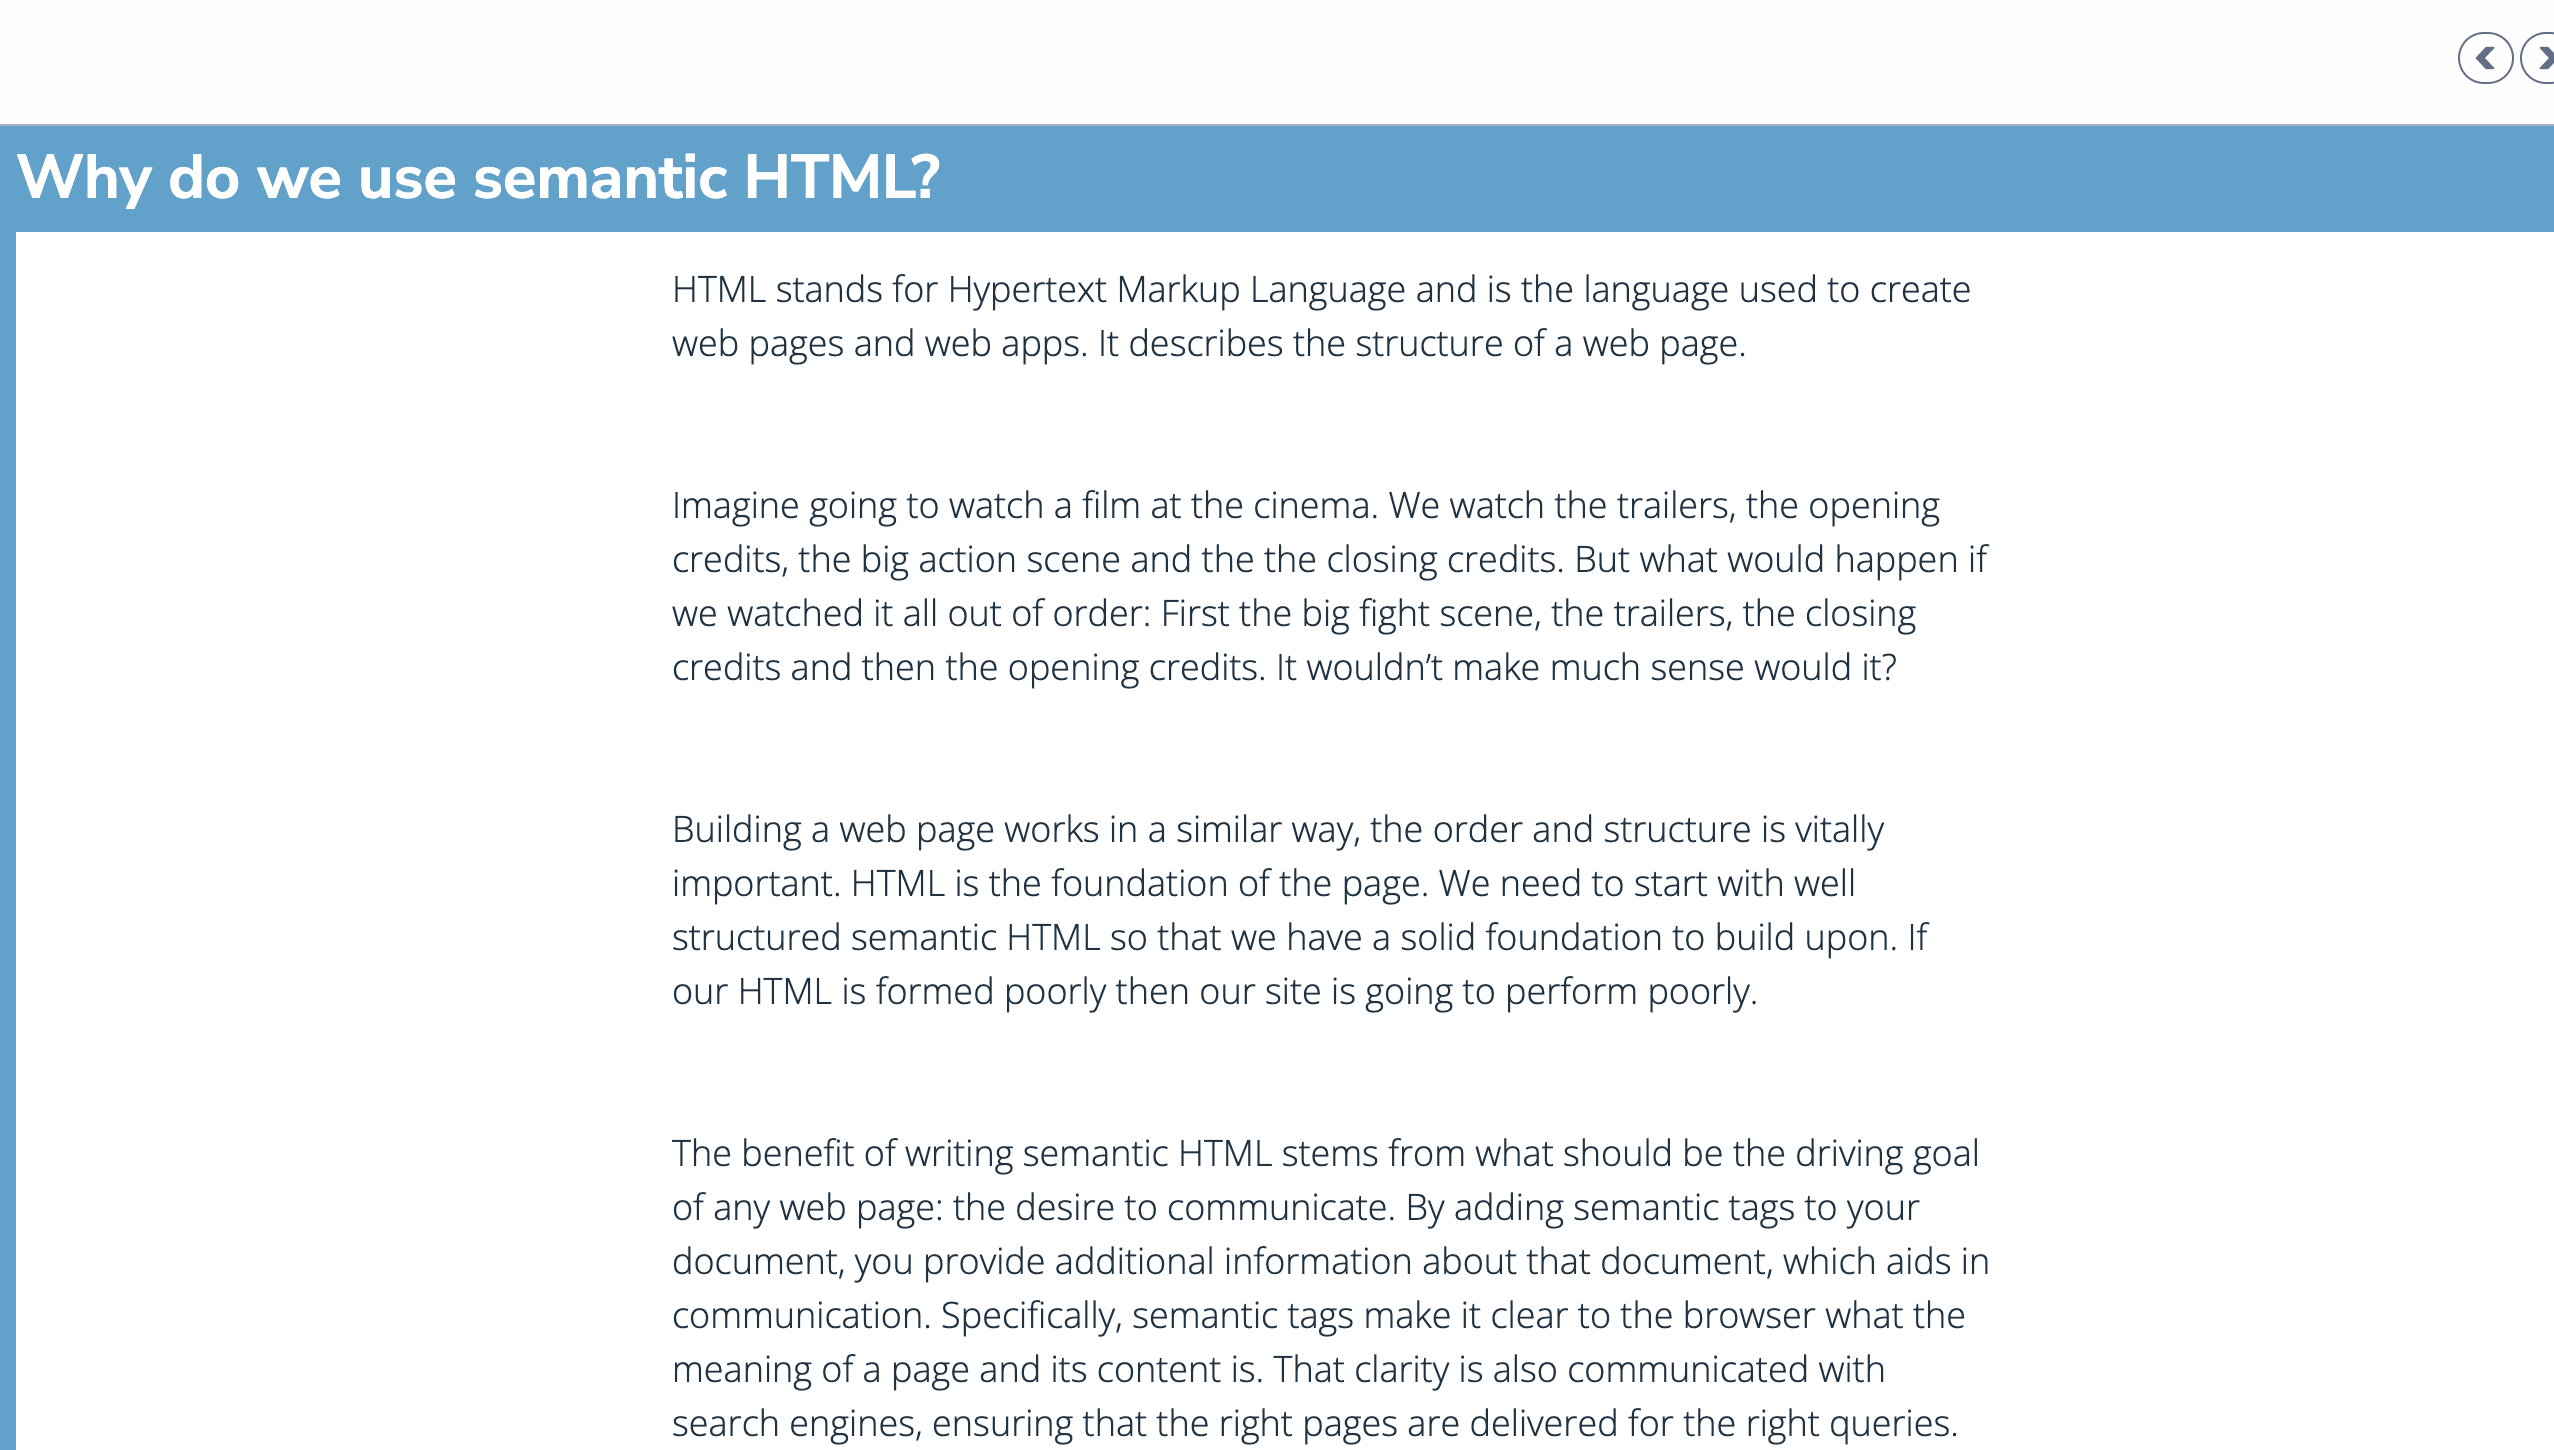 Why do we use semantic HTML?
HTML stands for Hypertext Markup Language and is the language used to create
web pages and web apps. It describes the structure of a web page.
Imagine going to watch a film at the cinema. We watch the trailers, the opening
credits, the big action scene and the the closing credits. But what would happen if
we watched it all out of order: First the big fight scene, the trailers, the closing
credits and then the opening credits. It wouldn’t make much sense would it?
Building a web page works in a similar way, the order and structure is vitally
important. HTML is the foundation of the page. We need to start with well
structured semantic HTML so that we have a solid foundation to build upon. If
our HTML is formed poorly then our site is going to perform poorly.
The benefit of writing semantic HTML stems from what should be the driving goal
of any web page: the desire to communicate. By adding semantic tags to your
document, you provide additional information about that document, which aids in
communication. Specifically, semantic tags make it clear to the browser what the
meaning of a page and its content is. That clarity is also communicated with
search engines, ensuring that the right pages are delivered for the right queries.